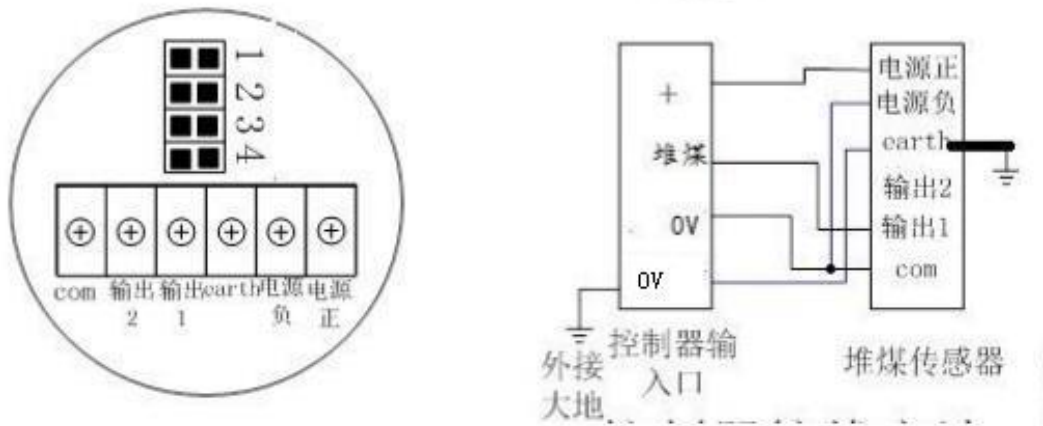 1
2
3
4
com 输出2 输出1 earth 电源负 电源正
+
堆煤
0V
0V
外接
大地
控制器输
入口
电源正
电源负
earth
输出2
输出1
com
堆煤传感器